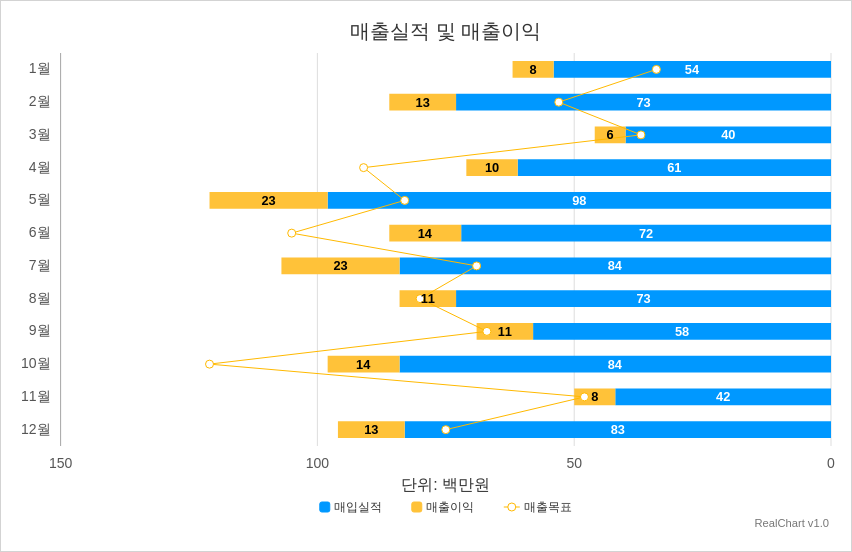 매출실적 및 매출이익
1월 8 54
2월 13 73
3월 6 40
4월 10 61
5월 23 98
6월 14 72
7월 23 84
8월 11 73
9월 11 58
10월 14 84
11월 8 42
12월 13 83
150 100 50 0
단위: 백만원
매입실적 매출이익 매출목표
RealChart v1.0